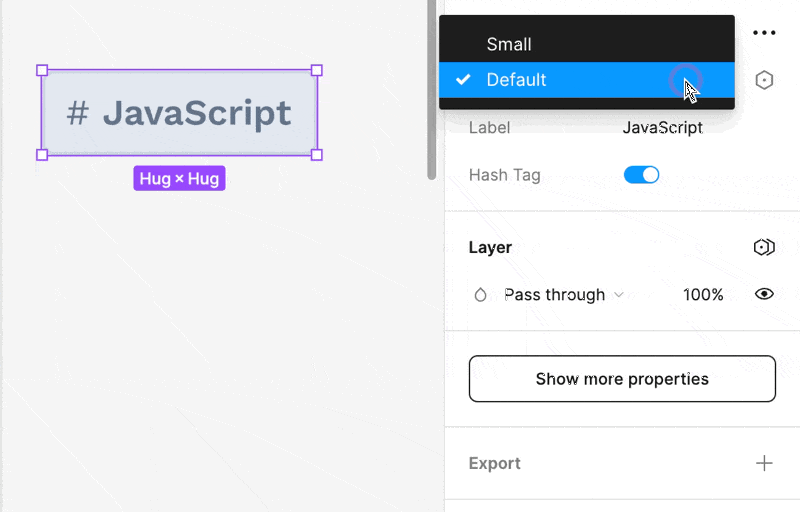 # JavaScript
Hug × Hug
Small
Default
Label
JavaScript
Hash Tag
Layer
Pass through
100%
Show more properties
Export